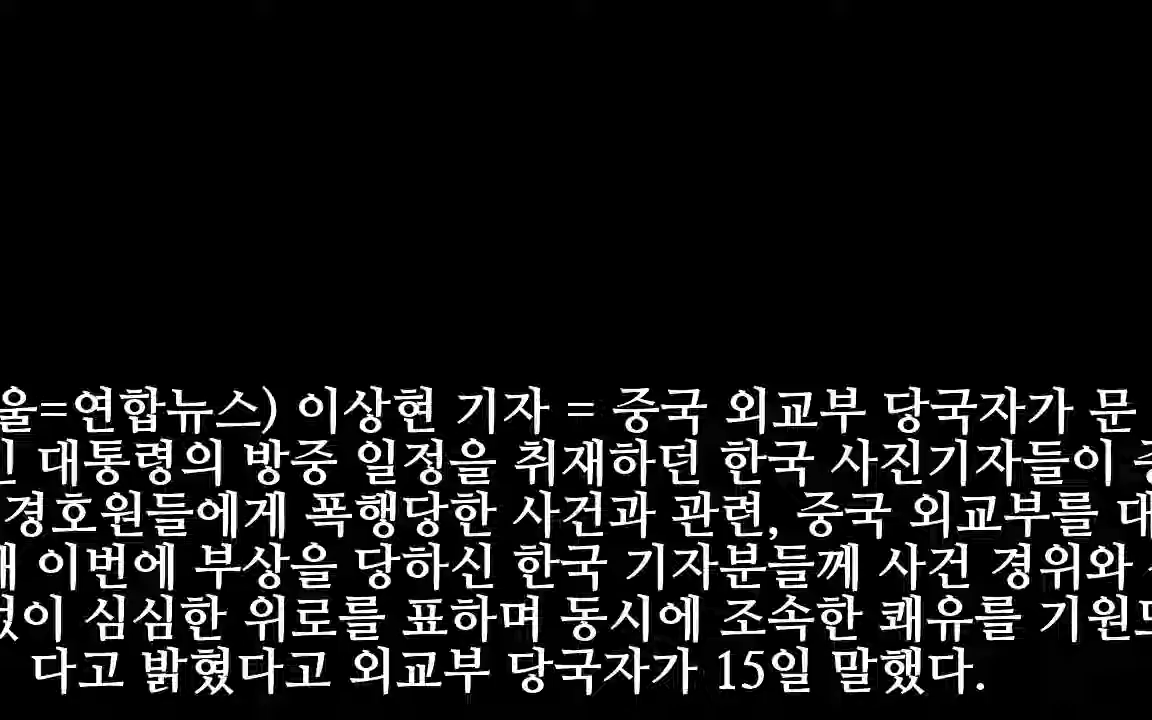 울=연합뉴스) 이상현 기자 = 중국 외교부 당국자가 문
대통령의 방중 일정을 취재하던 한국 사진기자들이
경호원들에게 폭행당한 사건과 관련, 중국 외교부를 대
이번에 부상을 당하신 한국 기자분들께 사건 경위와
없이 심심한 위로를 표하며 동시에 조속한 쾌유를 기원드
다고 밝혔다고 외교부 당국자가 15일 말했다.